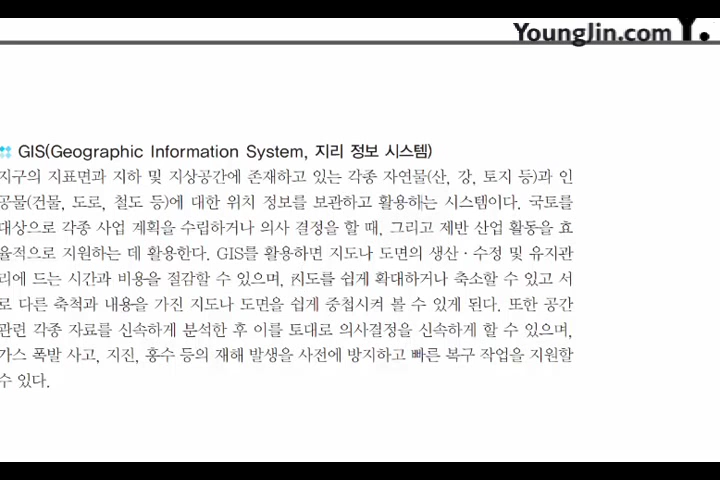 YoungJin.com Y.
GIS(Geographic Information System, 지리 정보 시스템)
지구의 지표면과 지하 및 지상공간에 존재하고 있는 각종 자연물(산, 강, 토지 등)과 인
공물(건물, 도로, 철도 등)에 대한 위치 정보를 보관하고 활용하는 시스템이다. 국토를
대상으로 각종 사업 계획을 수립하거나 의사 결정을 할 때, 그리고 제반 산업 활동을 효
율적으로 지원하는 데 활용한다. GIS를 활용하면 지도나 도면의 생산·수정 및 유지관
리에 드는 시간과 비용을 절감할 수 있으며, 지도를 쉽게 확대하거나 축소할 수 있고 서
로 다른 축척과 내용을 가진 지도나 도면을 쉽게 중첩시켜 볼 수 있게 된다. 또한 공간
관련 각종 자료를 신속하게 분석한 후 이를 토대로 의사결정을 신속하게 할 수 있으며,
가스 폭발 사고, 지진, 홍수 등의 재해 발생을 사전에 방지하고 빠른 복구 작업을 지원할
수 있다.